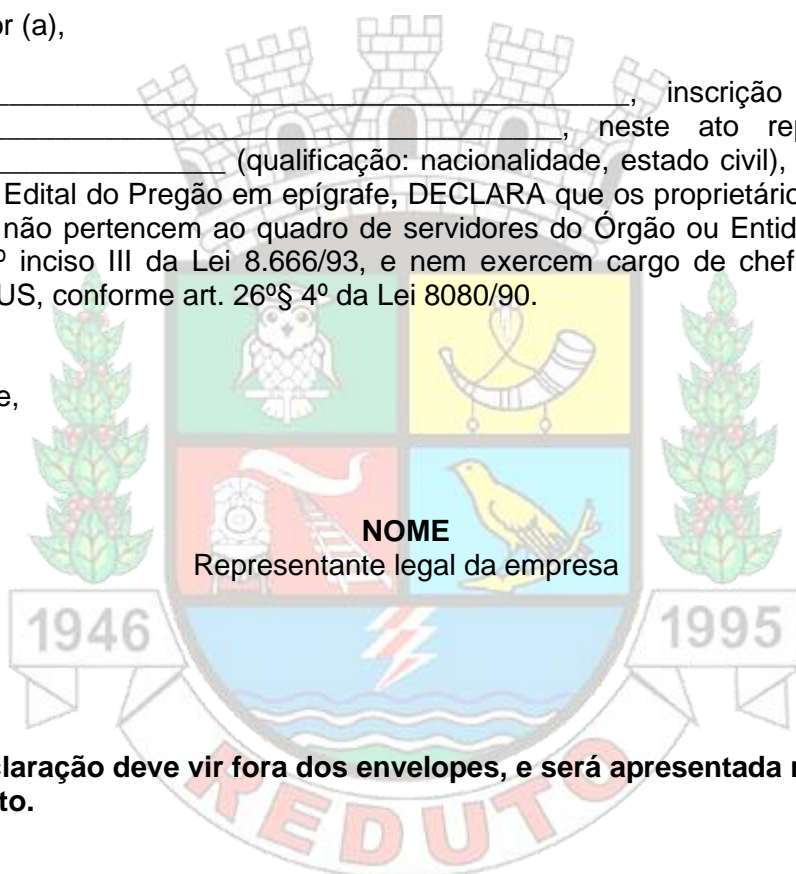 or (a),
________________________________________, inscrição
____________________________________, neste ato rep
_______________ (qualificação: nacionalidade, estado civil),
Edital do Pregão em epígrafe, DECLARA que os proprietário
não pertencem ao quadro de servidores do Órgão ou Entid
º inciso III da Lei 8.666/93, e nem exercem cargo de chef
US, conforme art. 26º§ 4º da Lei 8080/90.
e,
NOME
Representante legal da empresa
1946
1995
claração deve vir fora dos envelopes, e será apresentada
to.
REDUTO